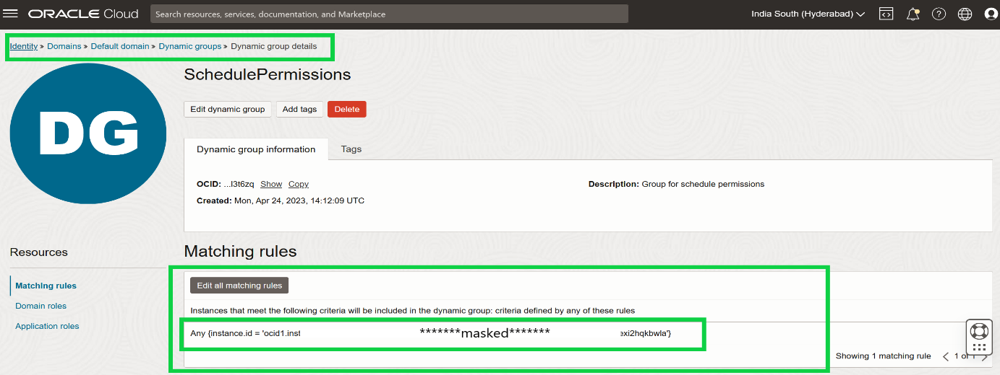 ORACLE Cloud
Search resources, services, documentation, and Marketplace
India South (Hyderabad)
Identity » Domains » Default domain » Dynamic groups » Dynamic group details
DG
SchedulePermissions
Edit dynamic group Add tags Delete
Dynamic group information Tags
OCID: ...l3t6zq Show Copy
Description: Group for schedule permissions
Created: Mon, Apr 24, 2023, 14:12:09 UTC
Resources
Matching rules
Domain roles
Application roles
Matching rules
Edit all matching rules
Instances that meet the following criteria will be included in the dynamic group: criteria defined by any of these rules
Any {instance.id = 'ocid1.inst *******masked******* exi2hqkbwla'}
Showing 1 matching rule < 1 of 1 >